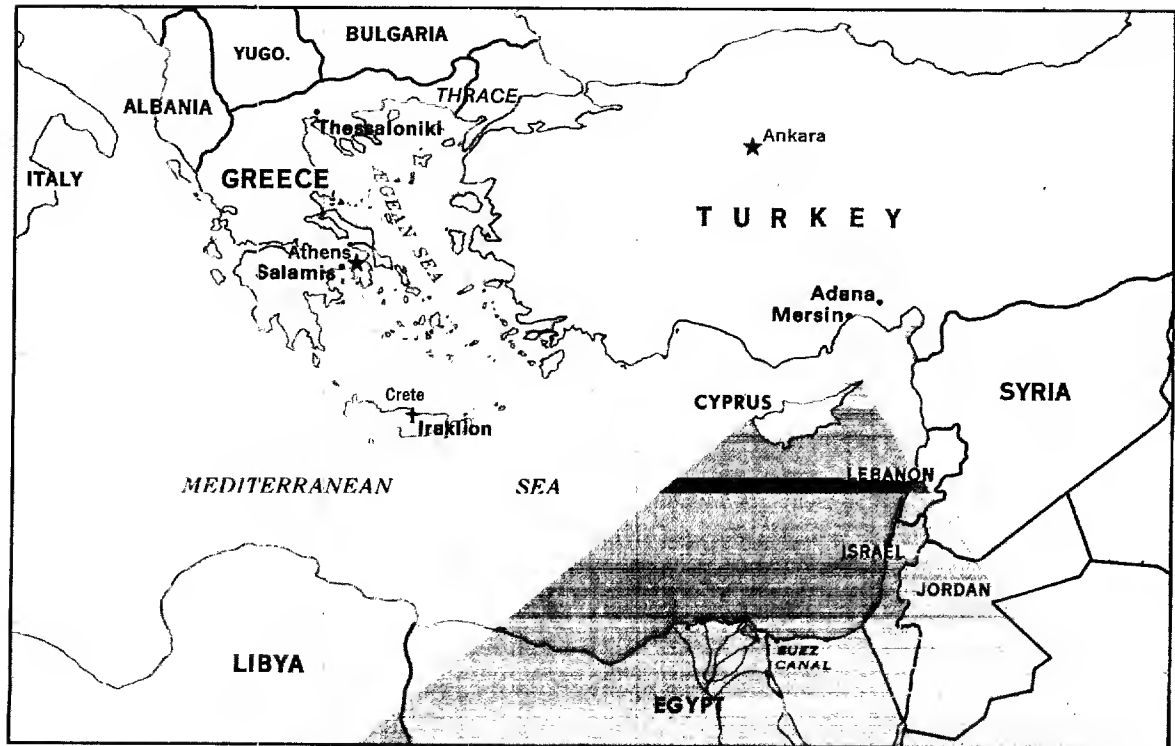 BULGARIA
YUGO.
THRACE
ALBANIA
Thessaloniki
Ankara
ITALY
GREECE
ÆGEAN SEA
TURKEY
Athens
Salamis
Adana
Mersin
SYRIA
Crete
CYPRUS
Iraklion
LEBANON
MEDITERRANEAN SEA
ISRAEL
JORDAN
SUEZ
CANAL
LIBYA
EGYPT